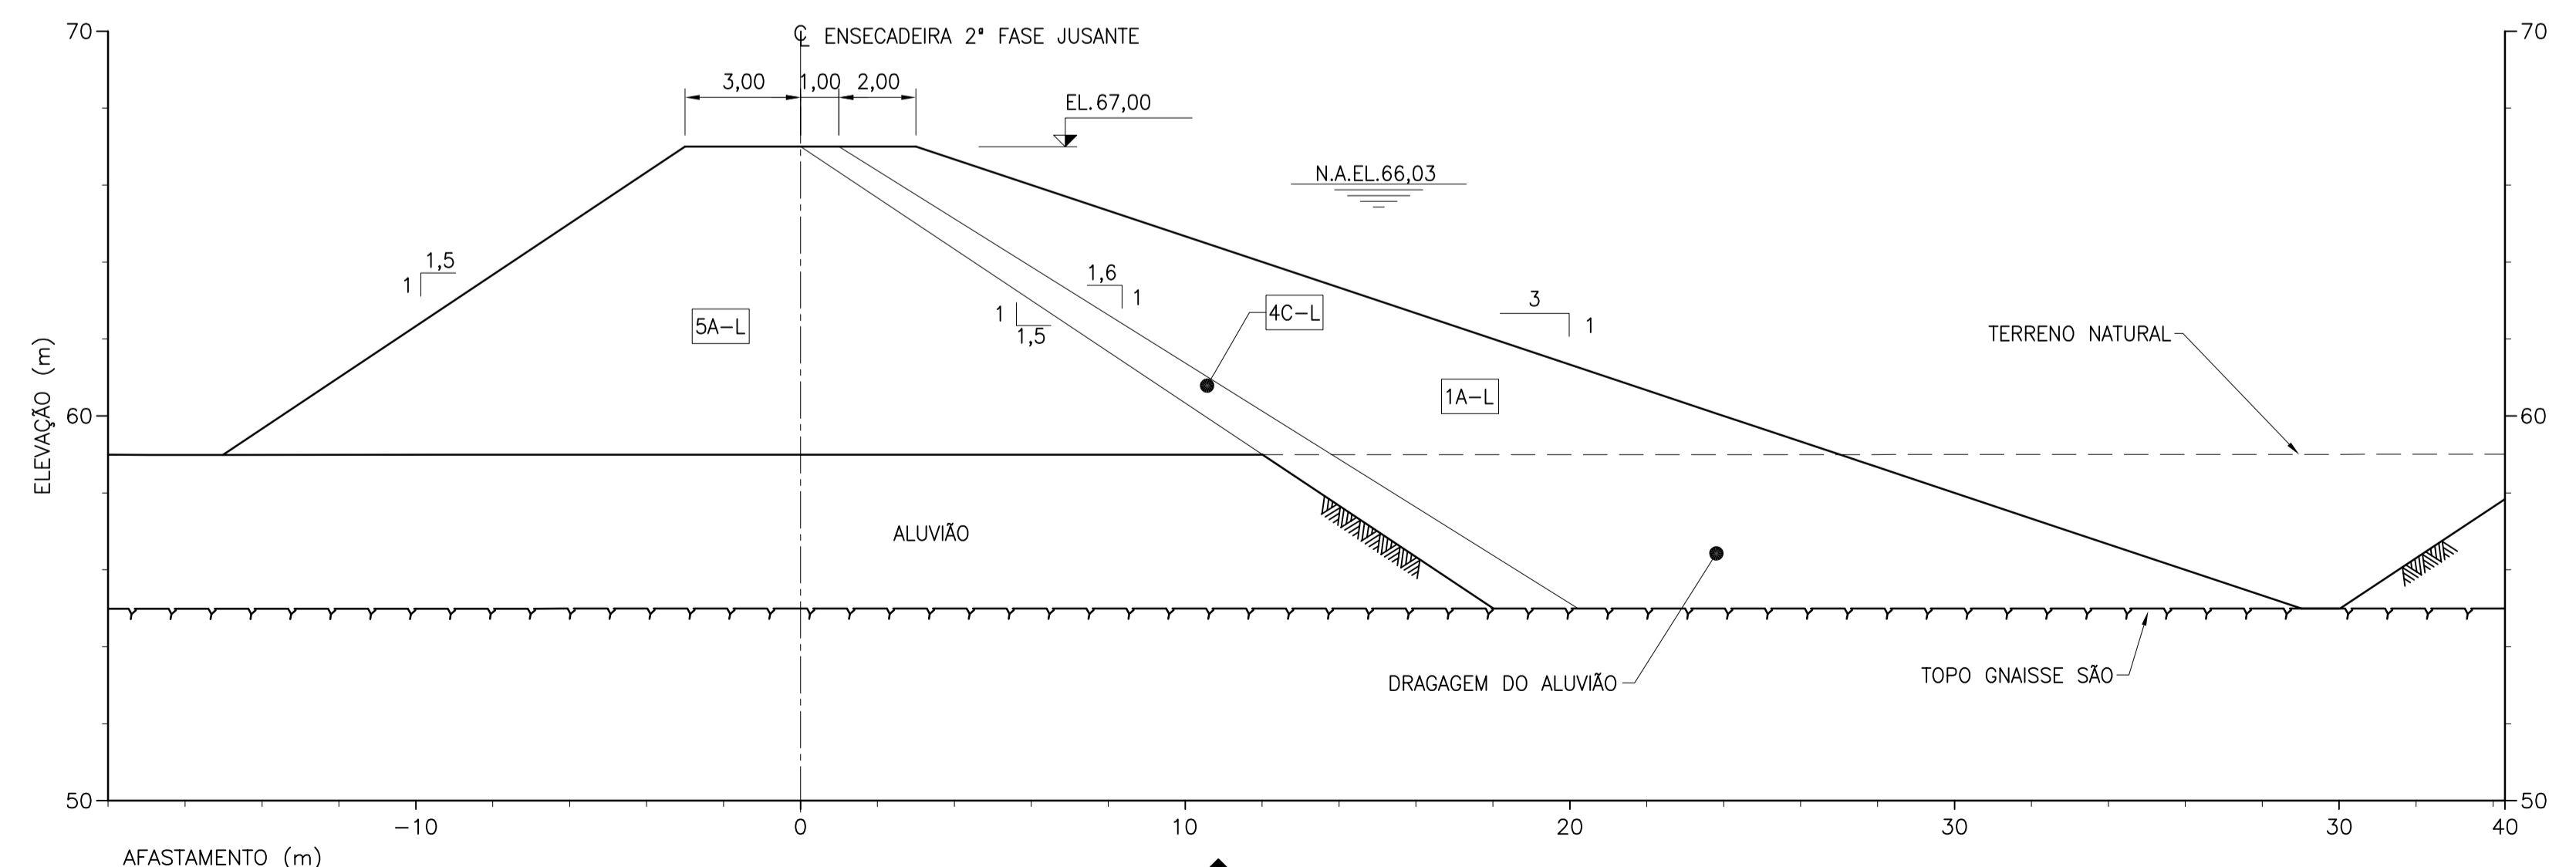 70
℄ ENSECADEIRA 2ª FASE JUSANTE
70
3,00
1,00
2,00
EL.67,00
N.A.EL.66,03
1,5
1
1,6
1
1
1,5
4C-L
3
1
5A-L
TERRENO NATURAL
1A-L
60
60
ELEVAÇÃO (m)
ALUVIÃO
DRAGAGEM DO ALUVIÃO
TOPO GNAISSE SÃO
50
50
-10
0
10
20
30
30
40
AFASTAMENTO (m)